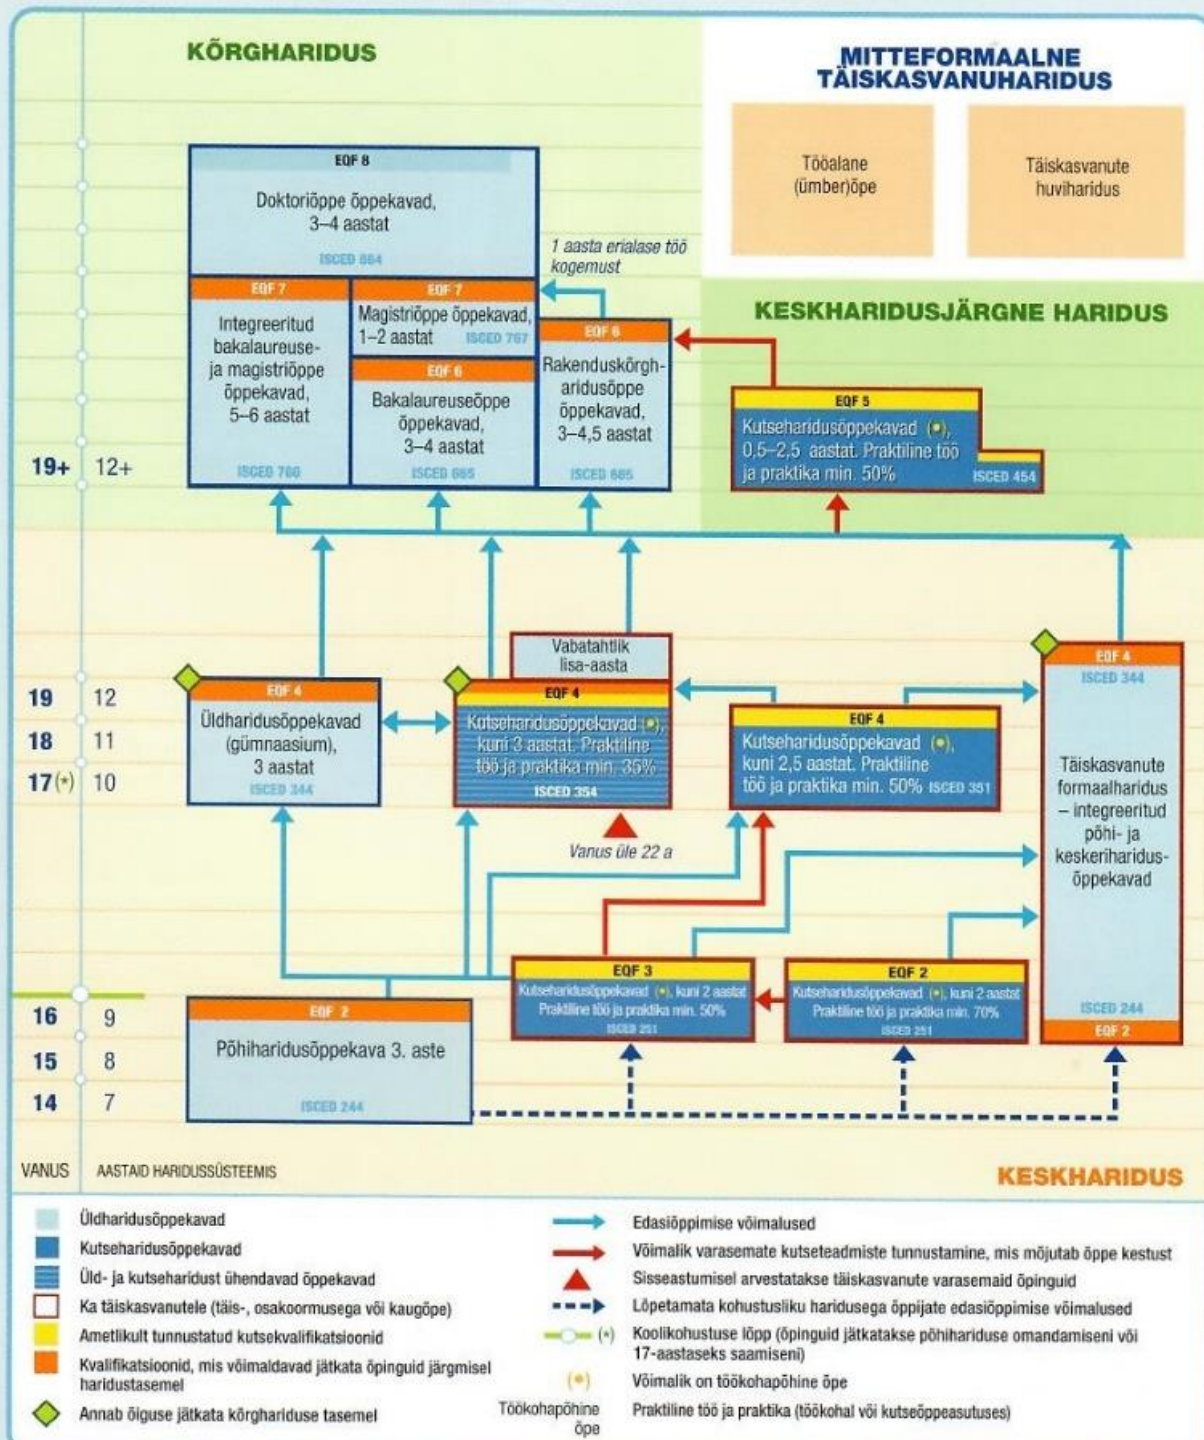 KÕRGHARIDUS
MITTEFORMAALNE
TÄISKASVANUHARIDUS
Tööalane
(ümber)õpe
Täiskasvanute
huviharidus
EQF 8
Doktoriõppe õppekavad,
3–4 aastat
ISCED 864
1 aasta erialase töö
kogemust
KESKHARIDUSJÄRGNE HARIDUS
EQF 7
Integreeritud
bakalaureuse-
ja magistriõppe
õppekavad,
5–6 aastat
ISCED 766
EQF 7
Magistriõppe õppekavad,
1–2 aastat
ISCED 767
EQF 6
Bakalaureuseõppe
õppekavad,
3–4 aastat
ISCED 665
EQF 6
Rakenduskõrgh-
aridusõppe
õppekavad,
3–4,5 aastat
ISCED 665
EQF 5
Kutseharidusõppekavad (•),
0,5–2,5 aastat. Praktiline töö
ja praktika min. 50%
ISCED 454
19+ 12+
Vabatahtlik
lisa-aasta
EQF 4
Üldharidusõppekavad
(gümnaasium),
3 aastat
ISCED 344
EQF 4
Kutseharidusõppekavad (•),
kuni 3 aastat. Praktiline
töö ja praktika min. 35%
ISCED 354
Vanus üle 22 a
EQF 4
Kutseharidusõppekavad (•),
kuni 2,5 aastat. Praktiline
töö ja praktika min. 50% ISCED 351
EQF 4
ISCED 344
Täiskasvanute
formaalharidus
– integreeritud
põhi- ja
keskeriharidus-
õppekavad
ISCED 244
EQF 2
19 12
18 11
17(*) 10
EQF 3
Kutseharidusõppekavad (•), kuni 2 aastat
Praktiline töö ja praktika min. 50%
ISCED 251
EQF 2
Kutseharidusõppekavad (•), kuni 2 aastat
Praktiline töö ja praktika min. 70%
ISCED 251
EQF 2
Põhiharidusõppekava 3. aste
ISCED 244
16 9
15 8
14 7
VANUS AASTAID HARIDUSSÜSTEEMIS
KESKHARIDUS
Üldharidusõppekavad
Kutseharidusõppekavad
Üld- ja kutseharidust ühendavad õppekavad
Ka täiskasvanutele (täis-, osakoormusega või kaugõpe)
Ametlikult tunnustatud kutsekvalifikatsioonid
Kvalifikatsioonid, mis võimaldavad jätkata õpinguid järgmisel
haridustasemel
Annab õiguse jätkata kõrghariduse tasemel
Edasiõppimise võimalused
Võimalik varasemate kutseteadmiste tunnustamine, mis mõjutab õppe kestust
Sisseastumisel arvestatakse täiskasvanute varasemaid õpinguid
Lõpetamata kohustusliku haridusega õppijate edasiõppimise võimalused
(*) Koolikohustuse lõpp (õpinguid jätkatakse põhihariduse omandamiseni või
17-aastaseks saamiseni)
(•) Võimalik on töökohapõhine õpe
Töökohapõhine
õpe
Praktiline töö ja praktika (töökohal või kutseõppeasutuses)